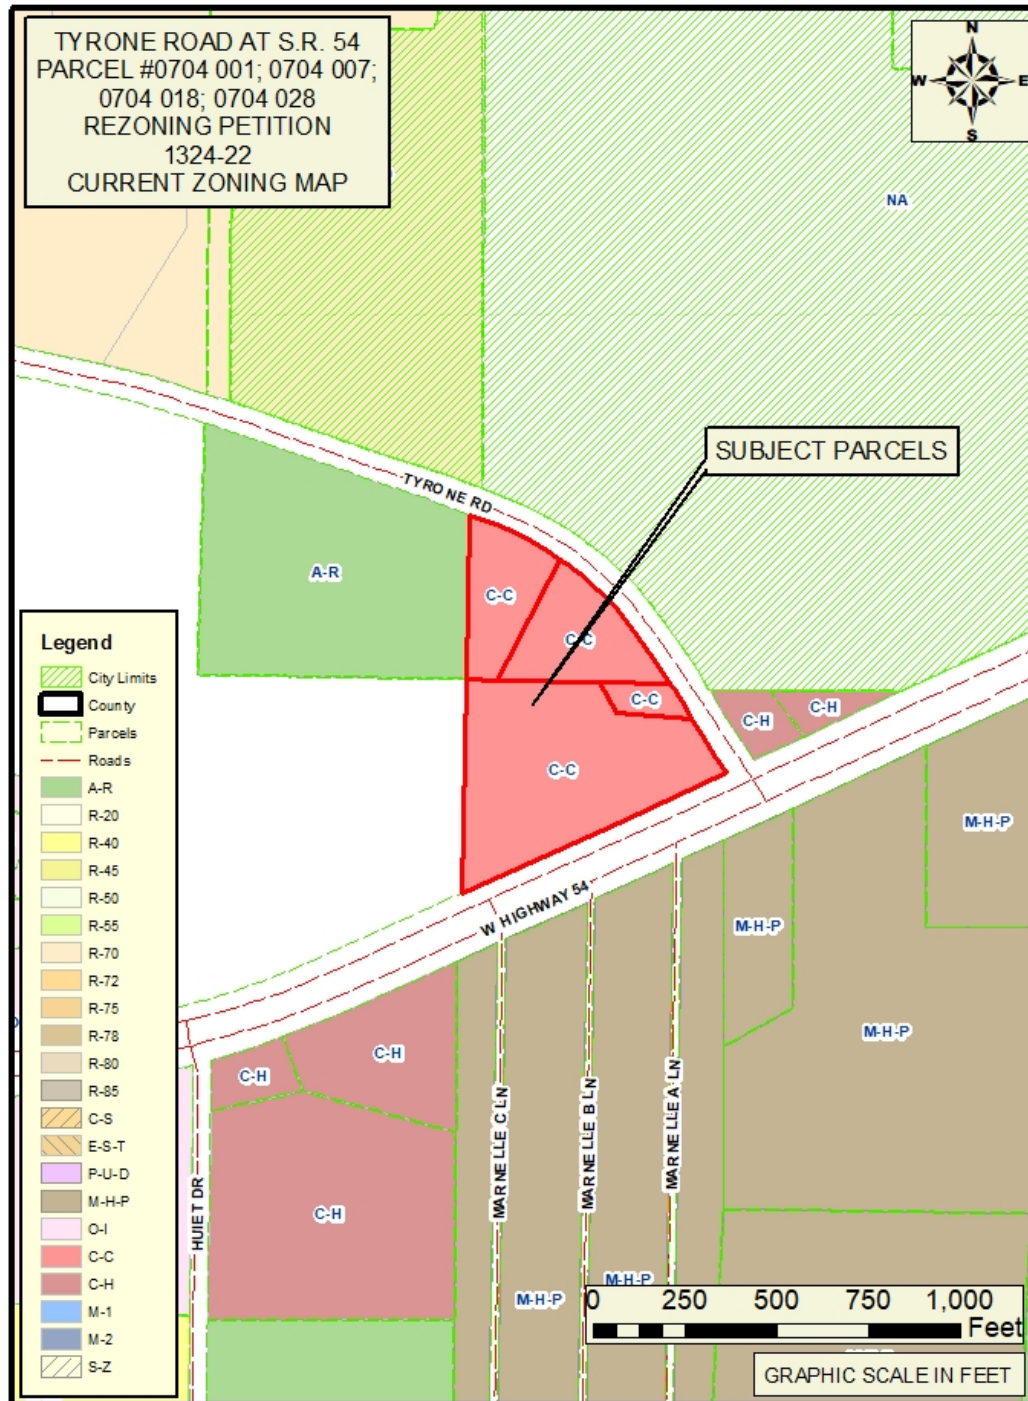 TYRONE ROAD AT S.R. 54
PARCEL #0704 001; 0704 007;
0704 018; 0704 028
REZONING PETITION
1324-22
CURRENT ZONING MAP
N
W
E
S
NA
SUBJECT PARCELS
TYRONE RD
A-R
C-C
C-C
C-C
C-C
C-H
C-H
M-H-P
M-H-P
M-H-P
W HIGHWAY 54
C-H
C-H
C-H
HUIET DR
MARNELLE C LN
MARNELLE B LN
MARNELLE A LN
M-H-P
M-H-P
Legend
City Limits
County
Parcels
Roads
A-R
R-20
R-40
R-45
R-50
R-55
R-70
R-72
R-75
R-78
R-80
R-85
C-S
E-S-T
P-U-D
M-H-P
O-I
C-C
C-H
M-1
M-2
S-Z
0 250 500 750 1,000
Feet
GRAPHIC SCALE IN FEET